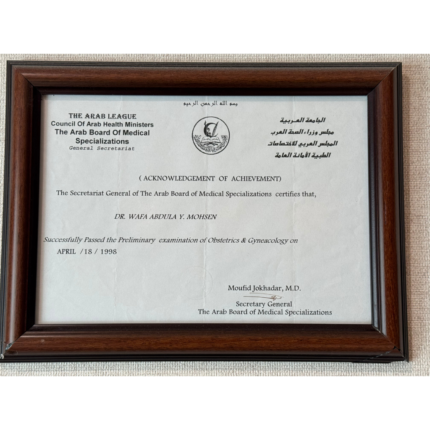 بسم الله الرحمن الرحيم
THE ARAB LEAGUE
Council Of Arab Health Ministers
The Arab Board Of Medical
Specializations
General Secretariat
الجامعة العربية
مجلس وزراء الصحة العرب
المجلس العربي للاختصاصات
الطبية الأمانة العامة
( ACKNOWLEDGEMENT OF ACHIEVEMENT)
The Secretariat General of The Arab Board of Medical Specializations certifies that,
DR. WAFA ABDULA Y. MOHSEN
Successfully Passed the Preliminary examination of Obstetrics & Gyneacology on
APRIL / 18 / 1998
Moufid Jokhadar, M.D.
Secretary General
The Arab Board of Medical Specializations